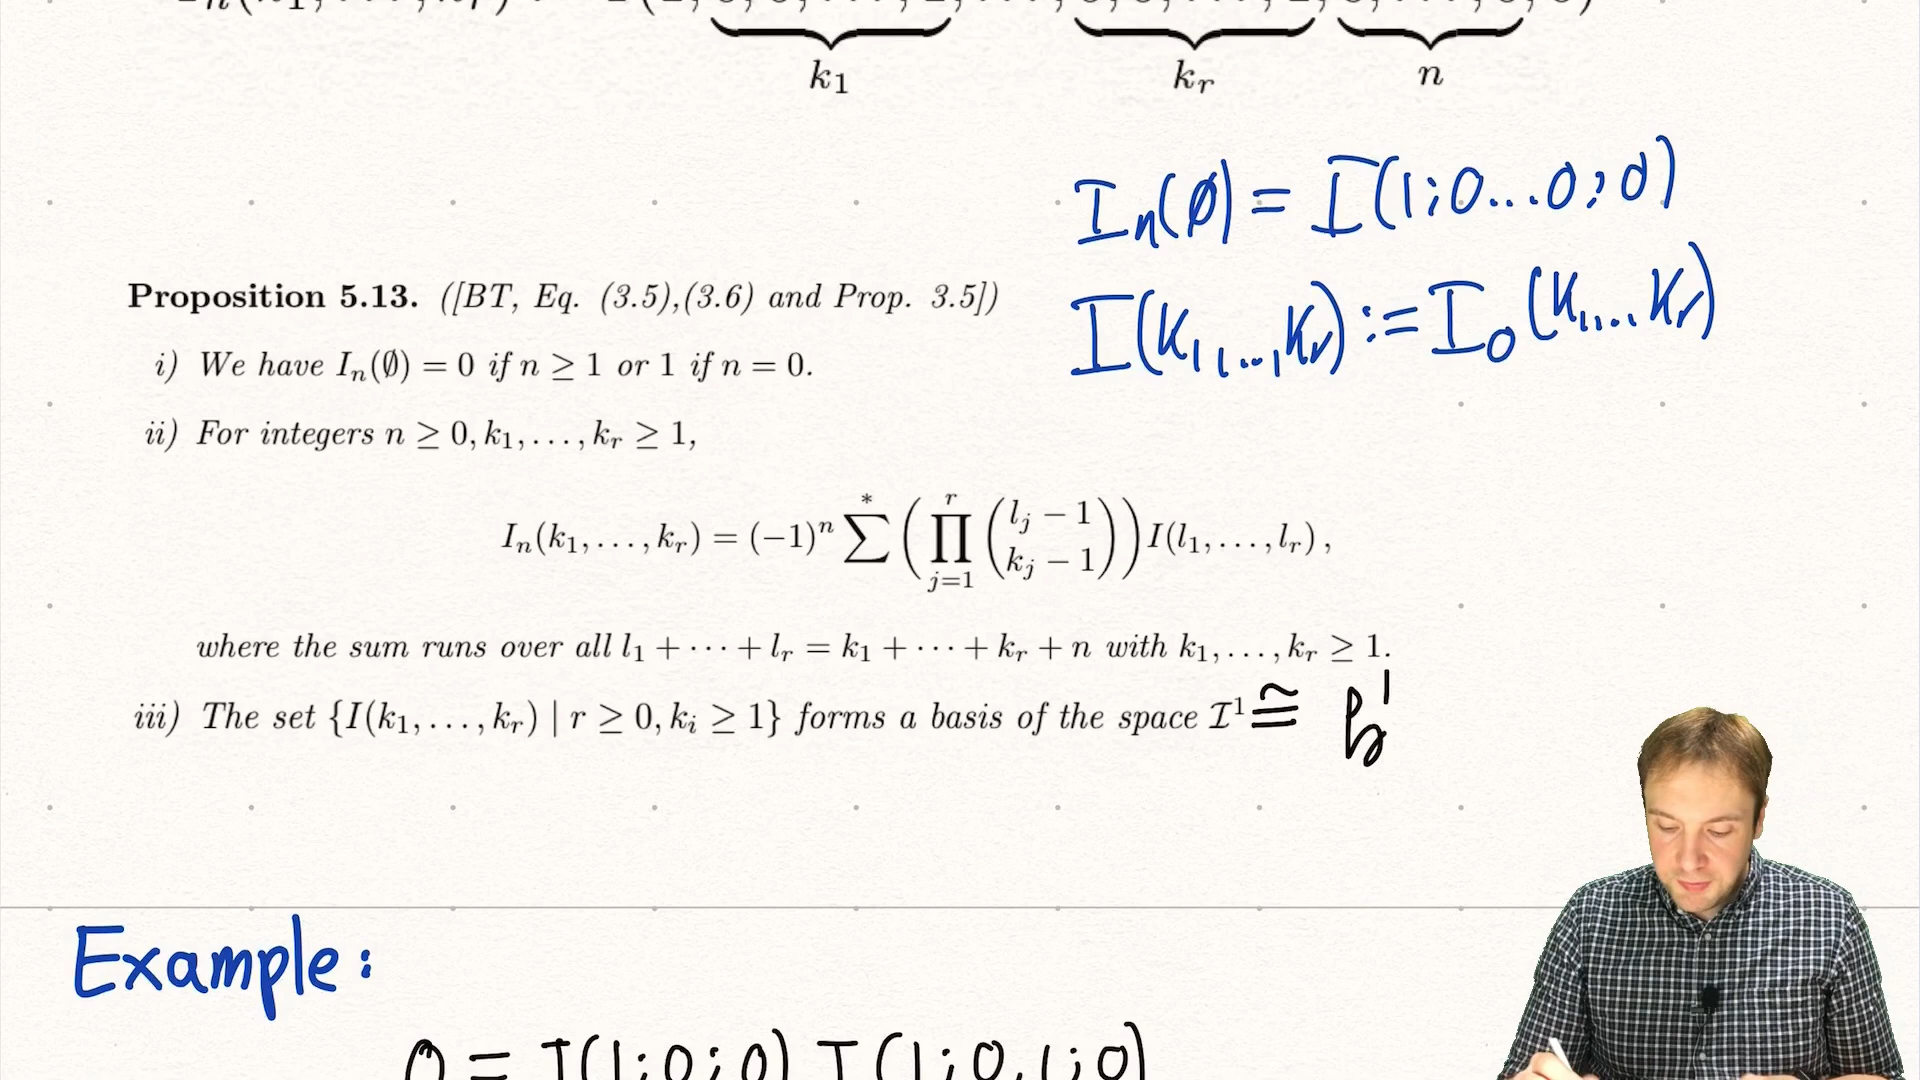 k₁ k_r n
I_n(∅) = I(1;0...0;0)
Proposition 5.13. ([BT, Eq. (3.5),(3.6) and Prop. 3.5])
I(k₁,...,k_r) := I₀(k₁,...,k_r)
i) We have I_n(∅) = 0 if n ≥ 1 or 1 if n = 0.
ii) For integers n ≥ 0, k₁, . . . , k_r ≥ 1,
I_n(k₁, . . . , k_r) = (−1)ⁿ ∑^* ( ∏_{j=1}^{r} \binom{l_j − 1}{k_j − 1} ) I(l₁, . . . , l_r) ,
where the sum runs over all l₁ + · · · + l_r = k₁ + · · · + k_r + n with k₁, . . . , k_r ≥ 1.
iii) The set {I(k₁, . . . , k_r) | r ≥ 0, k_i ≥ 1} forms a basis of the space 𝓘¹ ≅ 𝔥¹
Example:
0 = I(1;0;0) I(1;0,1;0)